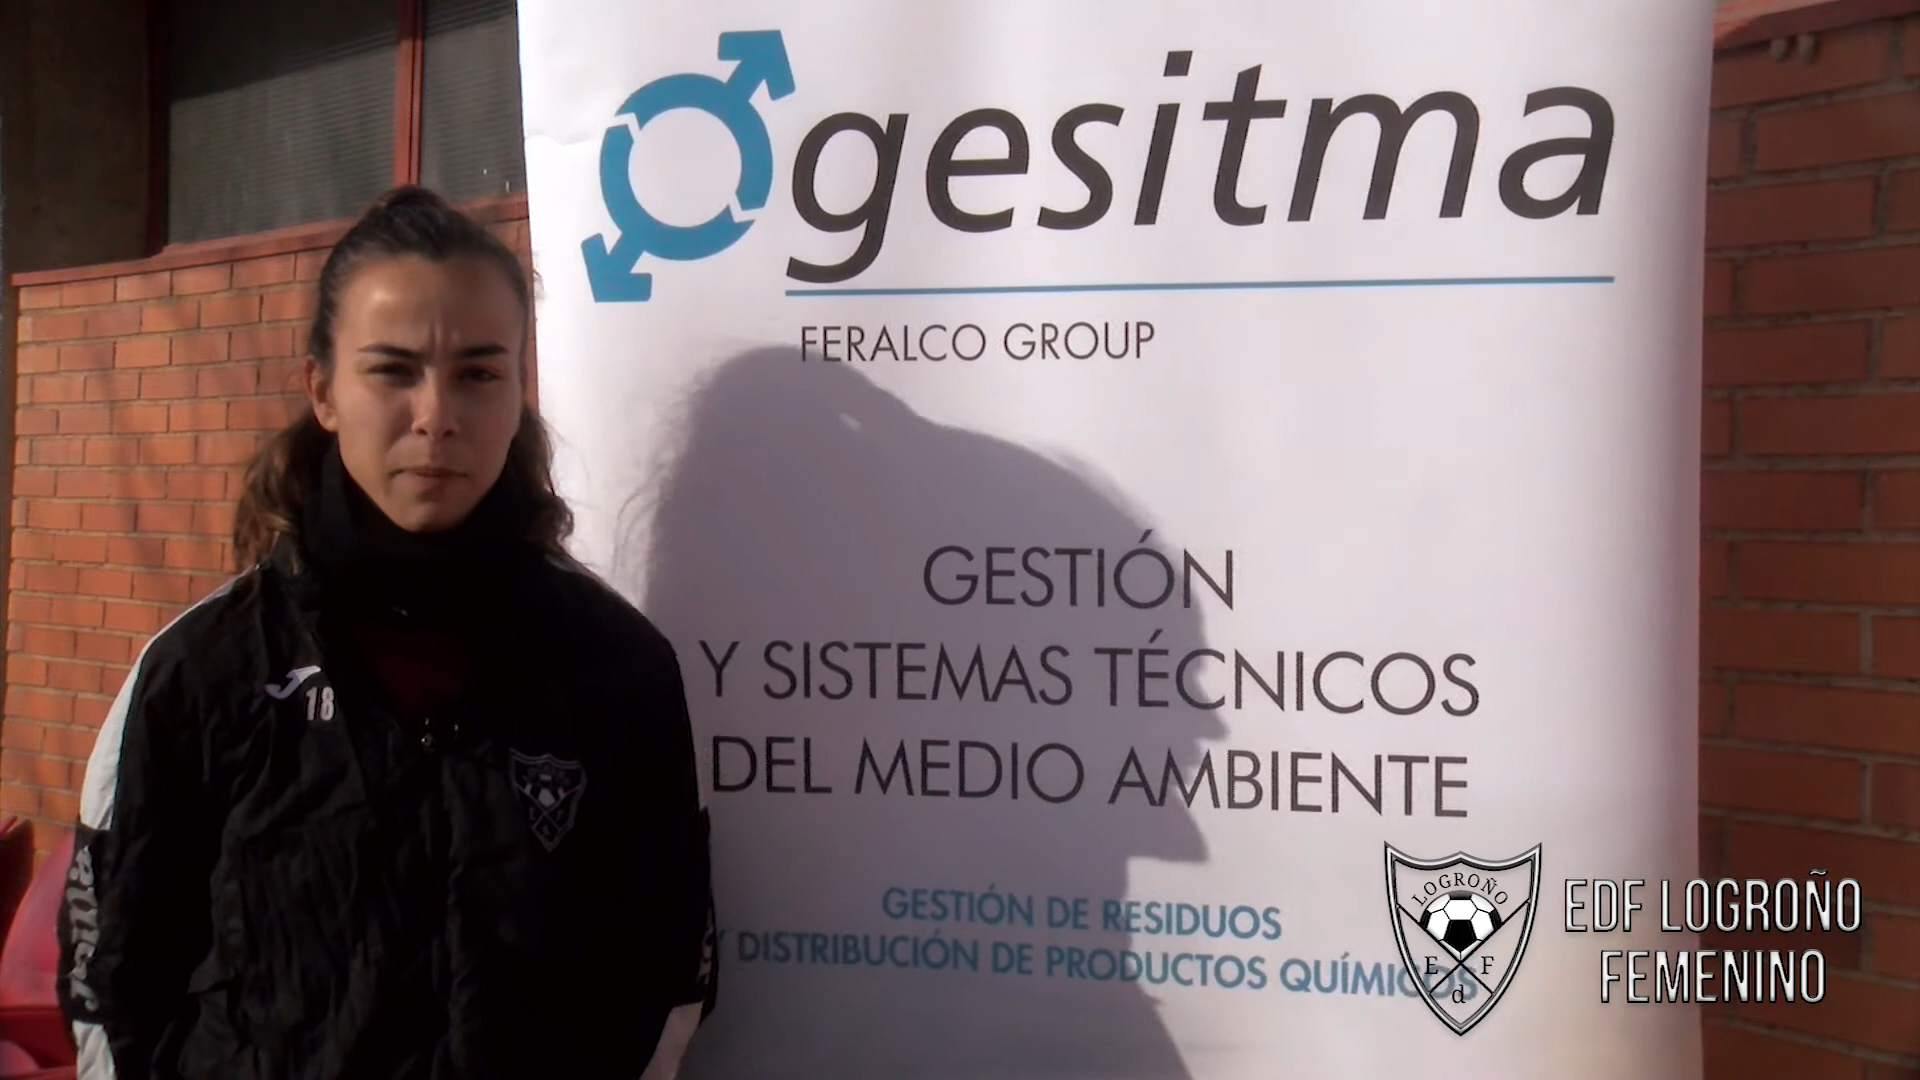 gesitma
FERALCO GROUP
GESTIÓN
Y SISTEMAS TÉCNICOS
DEL MEDIO AMBIENTE
GESTIÓN DE RESIDUOS
Y DISTRIBUCIÓN DE PRODUCTOS QUÍMICOS
18
Joma
LOGROÑO
E F
d
EDF LOGROÑO
FEMENINO